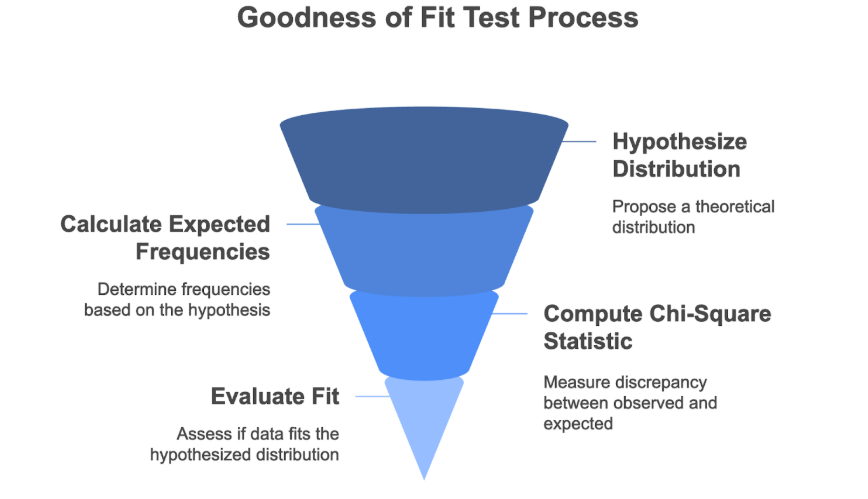 Goodness of Fit Test Process
Hypothesize
Distribution
Propose a theoretical
distribution
Calculate Expected
Frequencies
Determine frequencies
based on the hypothesis
Compute Chi-Square
Statistic
Measure discrepancy
between observed and
expected
Evaluate Fit
Assess if data fits the
hypothesized distribution